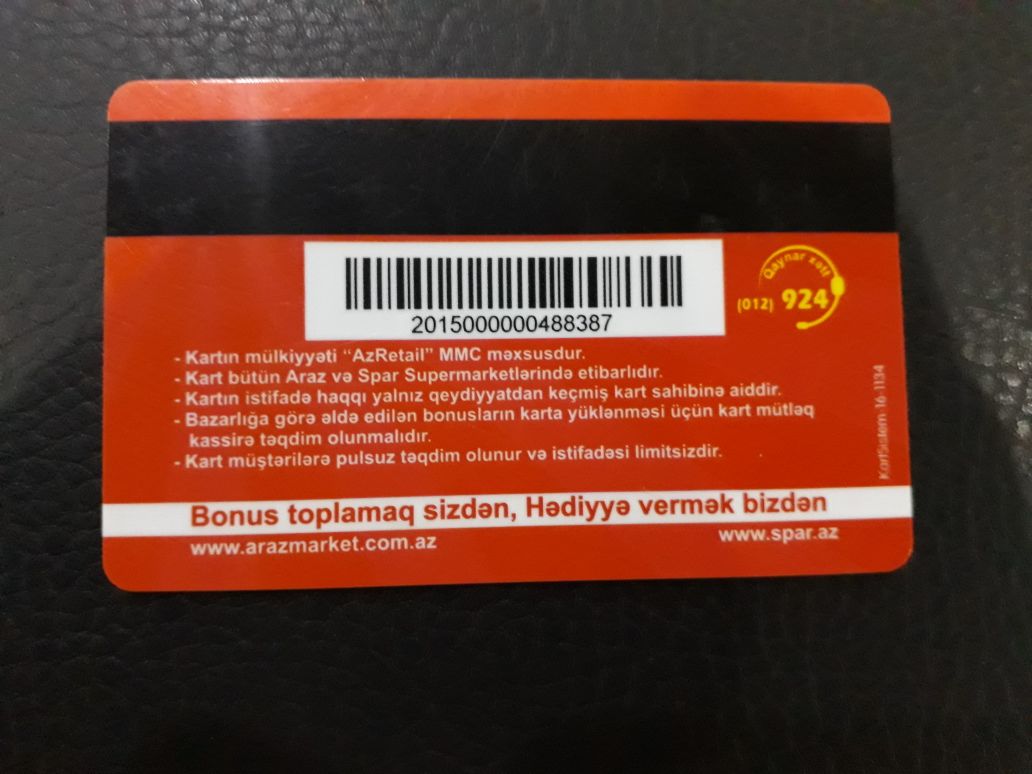 Qaynar xətt
(012) 924
2015000000488387
- Kartın mülkiyyəti “AzRetail” MMC məxsusdur.
- Kart bütün Araz və Spar Supermarketlərində etibarlıdır.
- Kartın istifadə haqqı yalnız qeydiyyatdan keçmiş kart sahibinə aiddir.
- Bazarlığa görə əldə edilən bonusların karta yüklənməsi üçün kart mütləq
kassirə təqdim olunmalıdır.
- Kart müştərilərə pulsuz təqdim olunur və istifadəsi limitsizdir.
KartSistem 16-1134
Bonus toplamaq sizdən, Hədiyyə vermək bizdən
www.arazmarket.com.az
www.spar.az